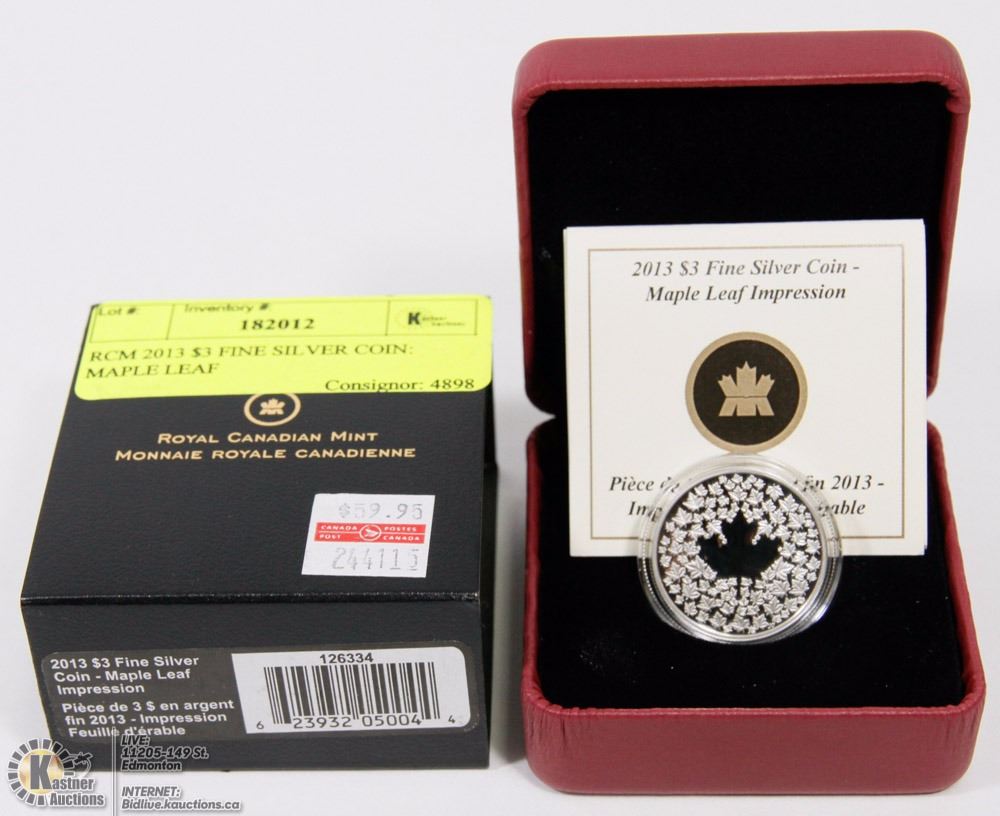 Lot #: Inventory #
182012
Kastner
Auctions
RCM 2013 $3 FINE SILVER COIN:
MAPLE LEAF
Consignor: 4898
ROYAL CANADIAN MINT
MONNAIE ROYALE CANADIENNE
$59.95
CANADA POSTES
POST CANADA
244115
2013 $3 Fine Silver
Coin - Maple Leaf
Impression
Pièce de 3 $ en argent
fin 2013 - Impression
Feuille d'érable
126334
6 23932 05004 4
2013 $3 Fine Silver Coin -
Maple Leaf Impression
Pièce de fin 2013 -
Imp érable
Kastner
Auctions
LIVE:
11205-149 St.
Edmonton
INTERNET:
Bidlive.kauctions.ca